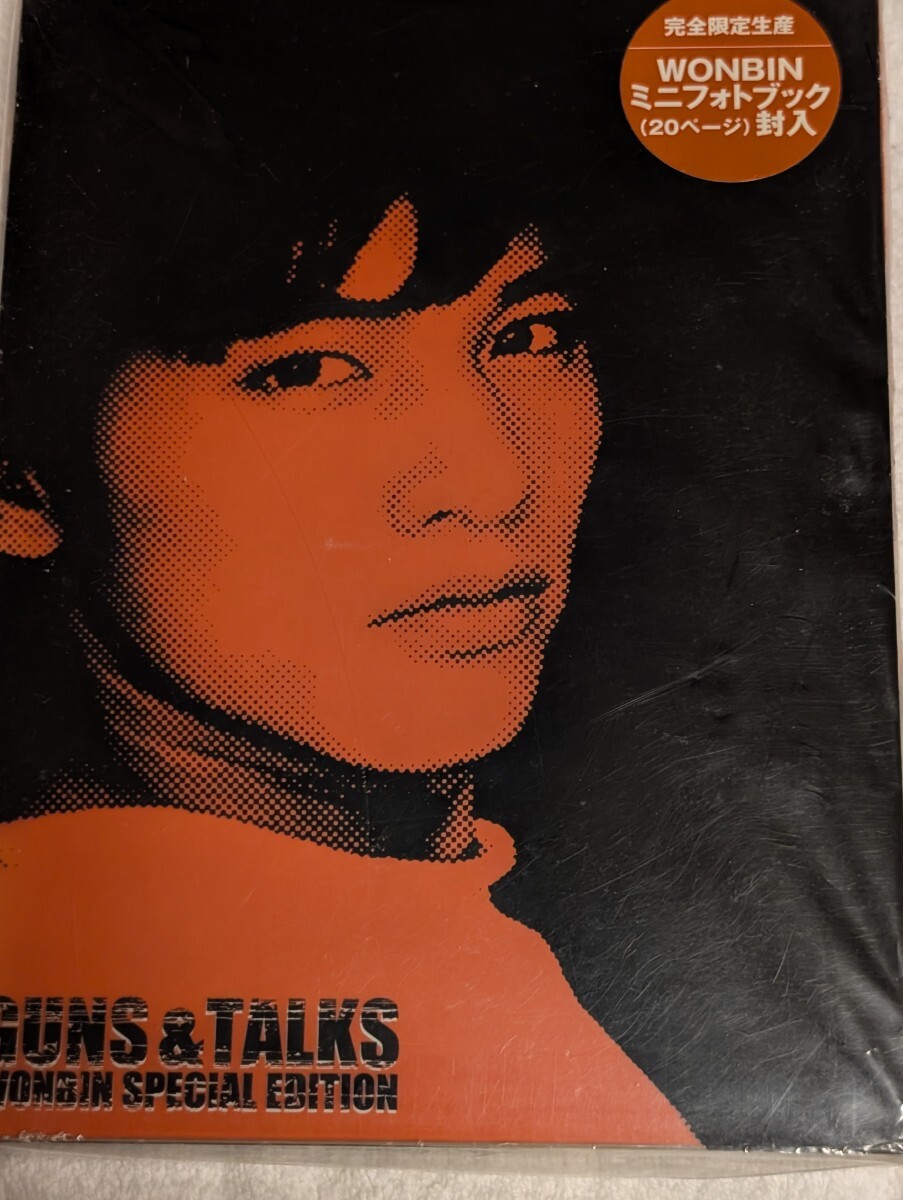 完全限定生産
WONBIN
ミニフォトブック
(20ページ)封入
GUNS & TALKS
WONBIN SPECIAL EDITION